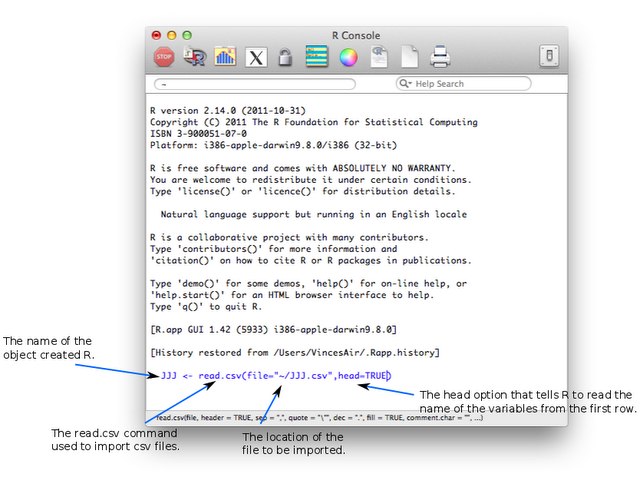 R Console
STOP
X
Help Search
R version 2.14.0 (2011-10-31)
Copyright (C) 2011 The R Foundation for Statistical Computing
ISBN 3-900051-07-0
Platform: i386-apple-darwin9.8.0/i386 (32-bit)
R is free software and comes with ABSOLUTELY NO WARRANTY.
You are welcome to redistribute it under certain conditions.
Type 'license()' or 'licence()' for distribution details.
Natural language support but running in an English locale
R is a collaborative project with many contributors.
Type 'contributors()' for more information and
'citation()' on how to cite R or R packages in publications.
Type 'demo()' for some demos, 'help()' for on-line help, or
'help.start()' for an HTML browser interface to help.
Type 'q()' to quit R.
[R.app GUI 1.42 (5933) i386-apple-darwin9.8.0]
[History restored from /Users/VincesAir/.Rapp.history]
JJJ <- read.csv(file="~/JJJ.csv",head=TRUE)
read.csv(file, header = TRUE, sep = ",", quote = "\"", dec = ".", fill = TRUE, comment.char = "", ...)
The name of the
object created R.
The read.csv command
used to import csv files.
The location of the
file to be imported.
The head option that tells R to read the
name of the variables from the first row.